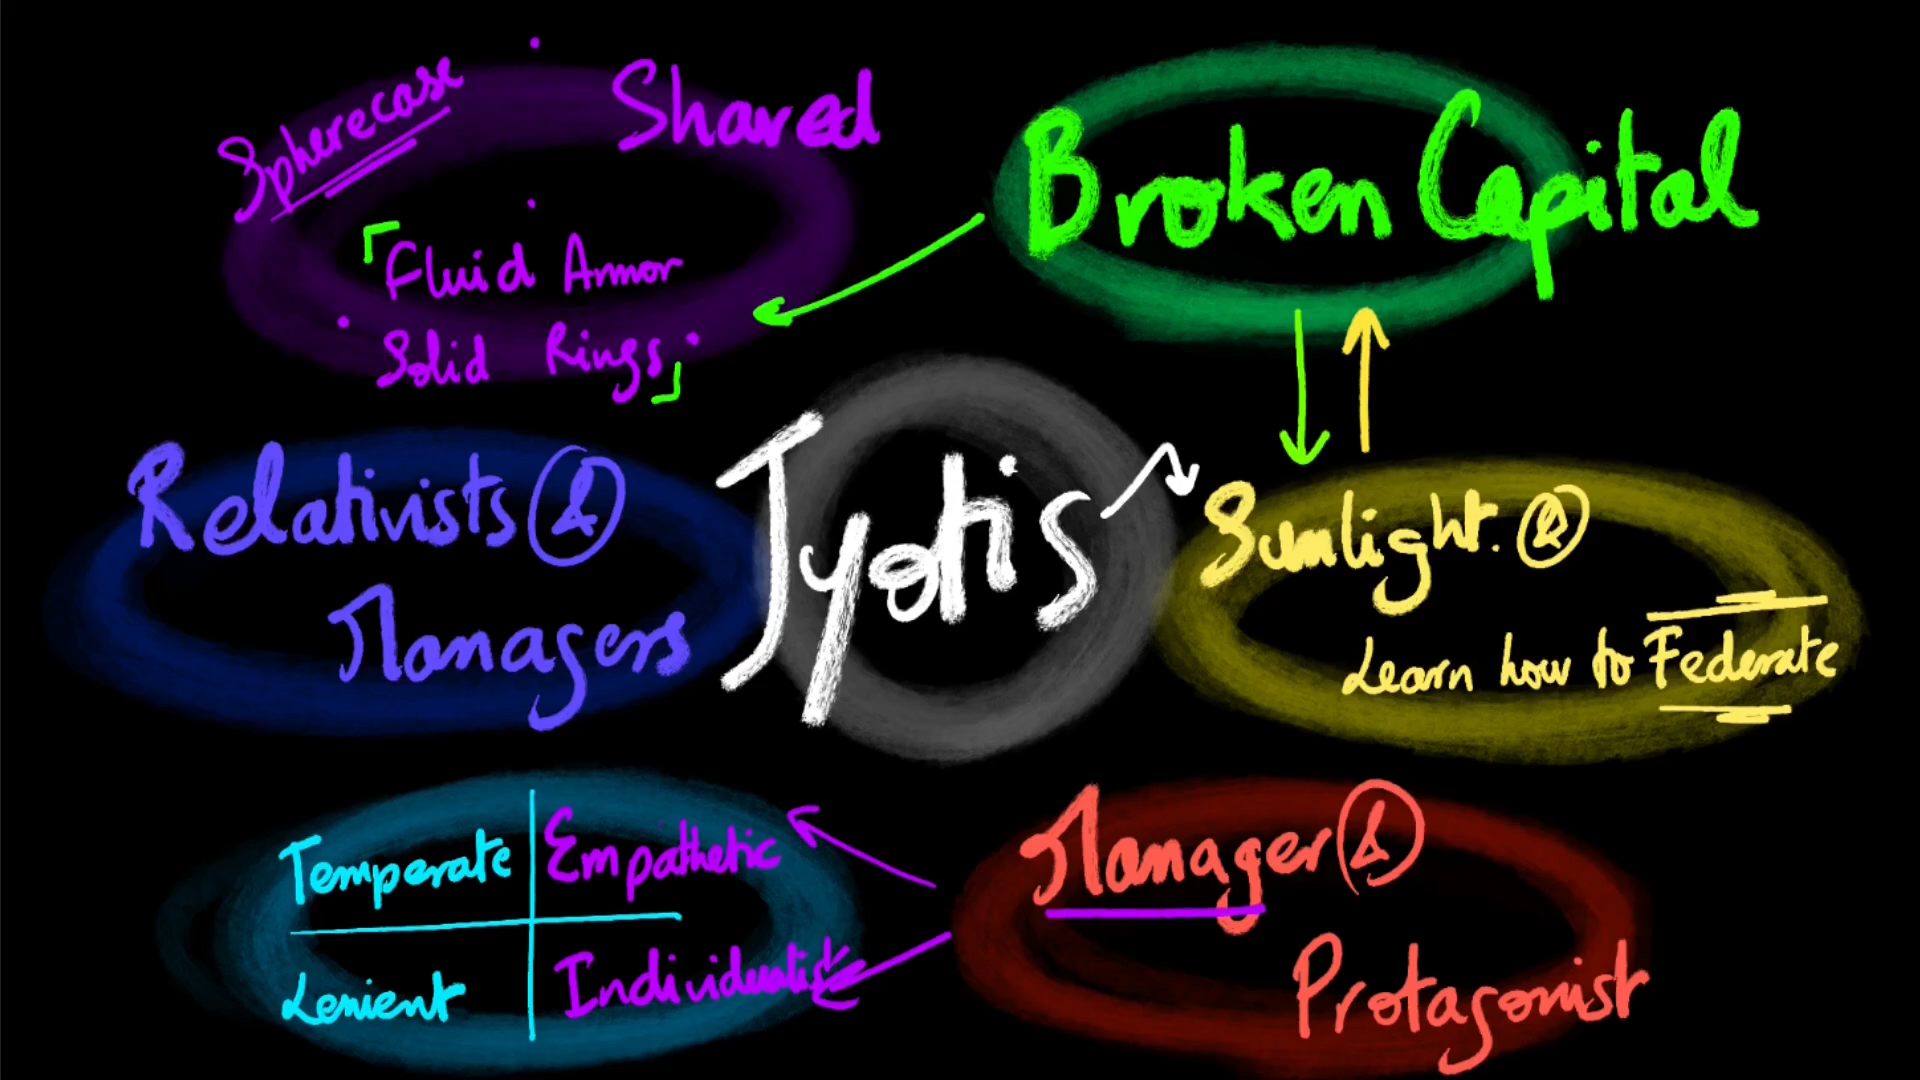 Spherecase
Shared
「Fluid Armor
Solid Rings」
Broken Capital
Relativists &
Managers
Jyotis
Sunlight. &
Learn how to Federate
Temperate
Empathetic
Lenient
Individualist
Manager &
Protagonist